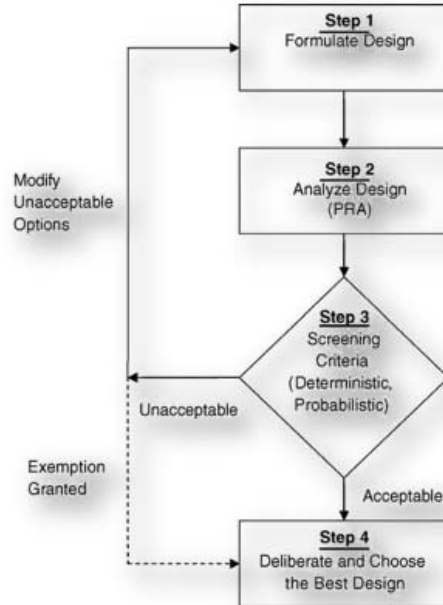 Step 1
Formulate Design
Step 2
Analyze Design
(PRA)
Modify
Unacceptable
Options
Step 3
Screening
Criteria
(Deterministic,
Probabilistic)
Unacceptable
Exemption
Granted
Acceptable
Step 4
Deliberate and Choose
the Best Design